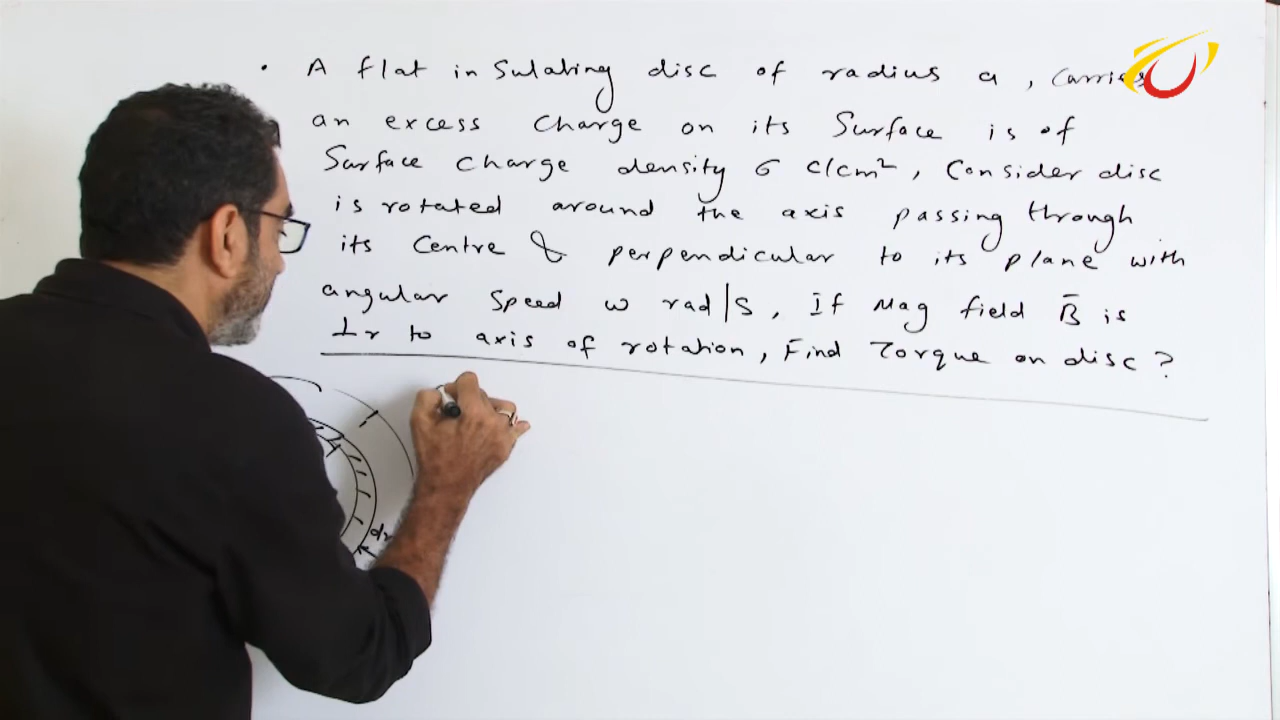 • A flat insulating disc of radius a, Carries
an excess charge on its Surface is of
Surface charge density σ c/cm², Consider disc
is rotated around the axis passing through
its Centre & perpendicular to its plane with
angular Speed ω rad/s, If Mag field B̄ is
⊥r to axis of rotation, Find Torque on disc?
dr